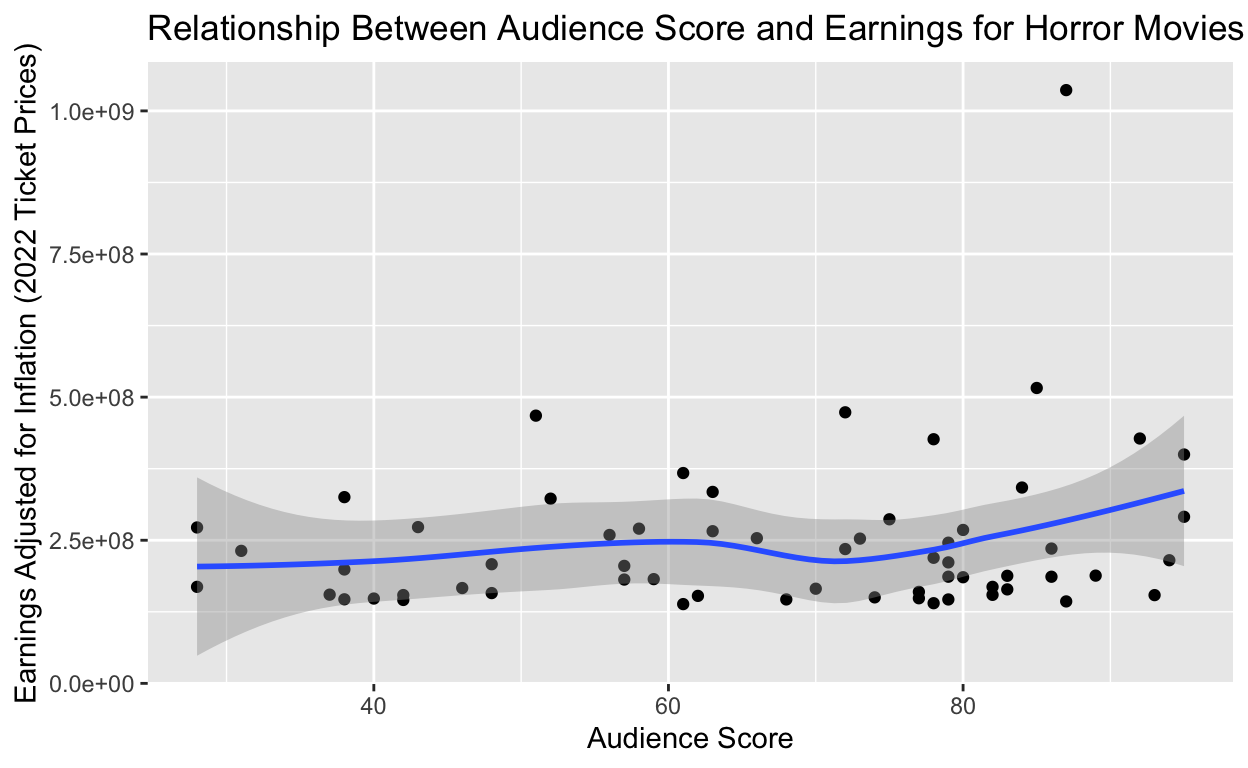 Relationship Between Audience Score and Earnings for Horror Movies
Earnings Adjusted for Inflation (2022 Ticket Prices)
1.0e+09
7.5e+08
5.0e+08
2.5e+08
0.0e+00
40
60
80
Audience Score